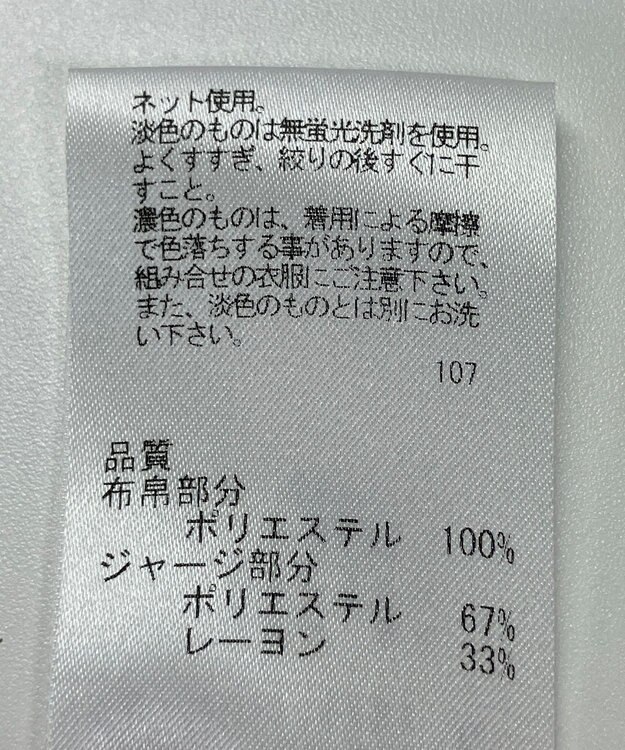 ネット使用。
淡色のものは無蛍光洗剤を使用。
よくすすぎ、絞りの後すぐに干
すこと。
濃色のものは、着用による摩擦
で色落ちする事がありますので、
組み合せの衣服にご注意下さい。
また、淡色のものとは別にお洗
い下さい。
107
品質
布帛部分
ポリエステル 100%
ジャージ部分
ポリエステル 67%
レーヨン 33%